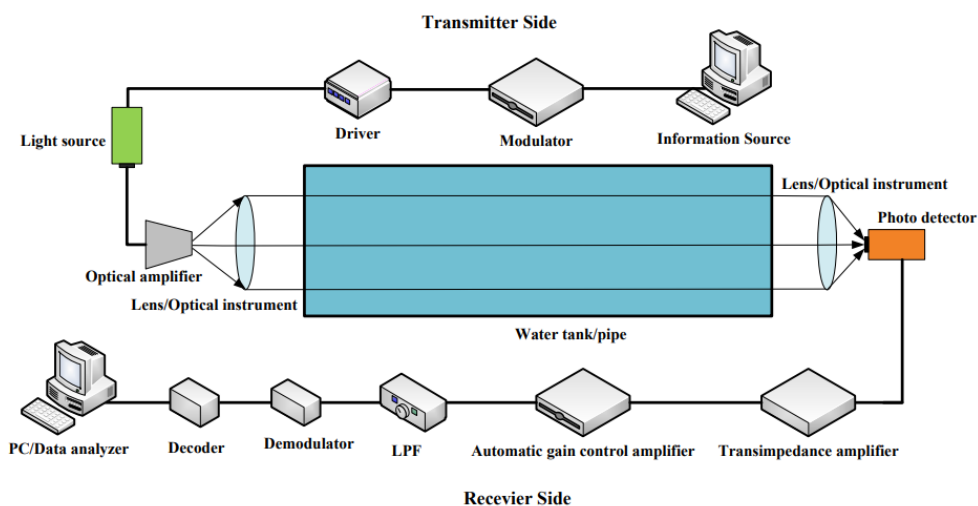 Transmitter Side
Driver
Modulator
Information Source
Light source
Lens/Optical instrument
Photo detector
Optical amplifier
Lens/Optical instrument
Water tank/pipe
PC/Data analyzer
Decoder
Demodulator
LPF
Automatic gain control amplifier
Transimpedance amplifier
Recevier Side